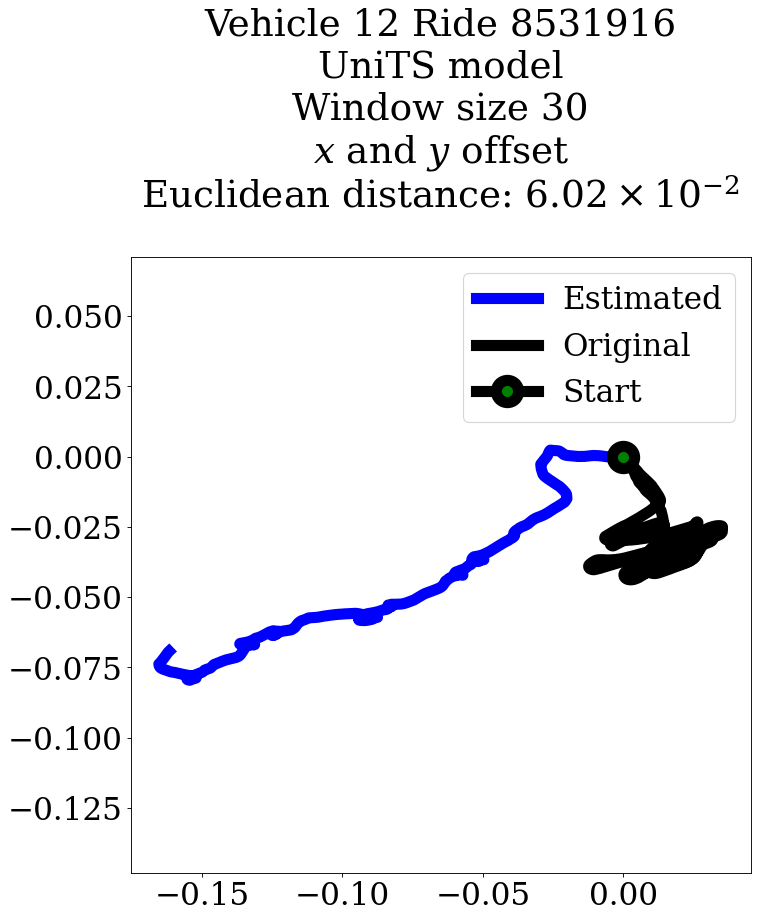 Vehicle 12 Ride 8531916
UniTS model
Window size 30
x and y offset
Euclidean distance: 6.02 × 10⁻²
Estimated
Original
Start
0.050
0.025
0.000
−0.025
−0.050
−0.075
−0.100
−0.125
−0.15 −0.10 −0.05 0.00